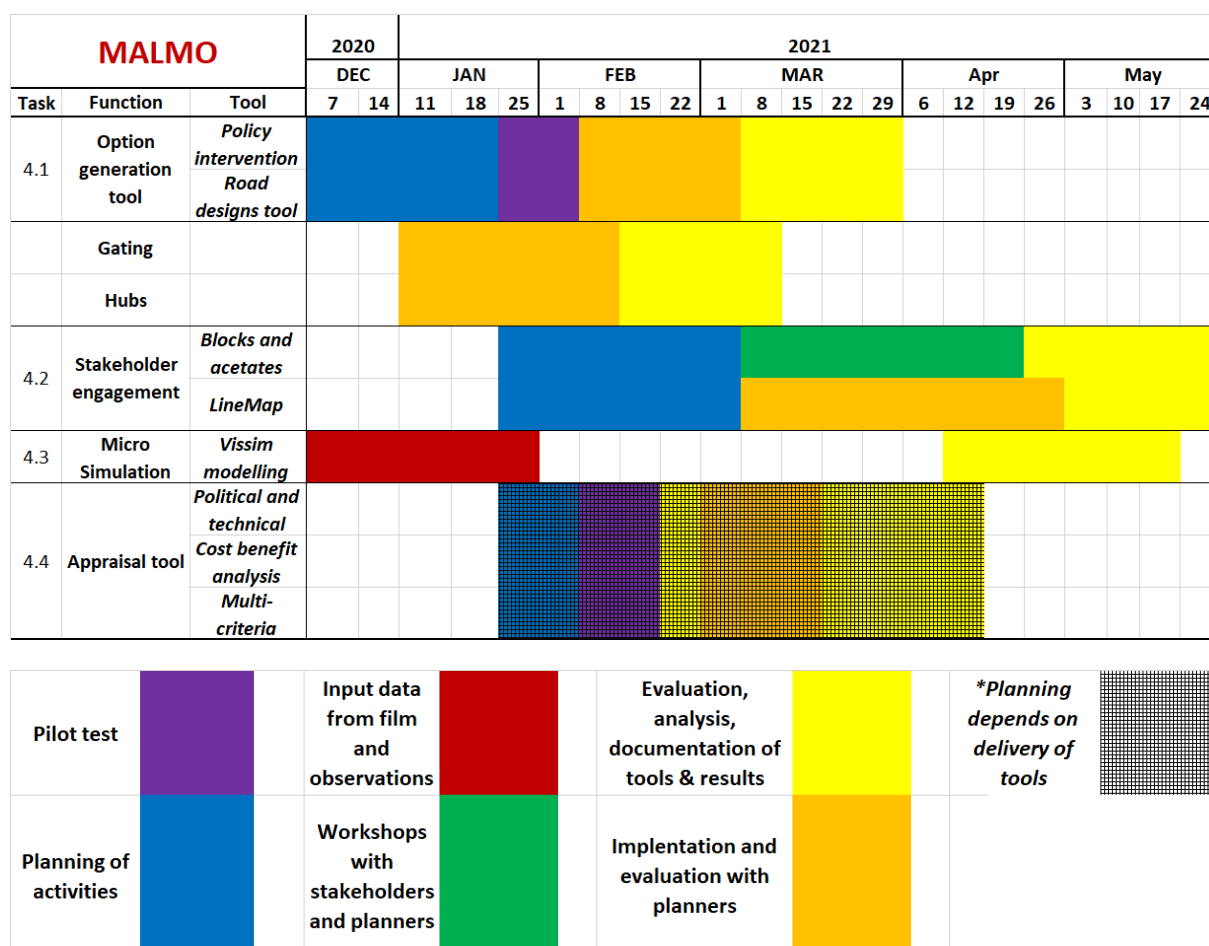 MALMO
2020
2021
DEC
JAN
FEB
MAR
Apr
May
Task
Function
Tool
7 14 11 18 25 1 8 15 22 1 8 15 22 29 6 12 19 26 3 10 17 24
4.1
Option
generation
tool
Policy
intervention
Road
designs tool
Gating
Hubs
4.2
Stakeholder
engagement
Blocks and
acetates
LineMap
4.3
Micro
Simulation
Vissim
modelling
4.4
Appraisal tool
Political and
technical
Cost benefit
analysis
Multi-
criteria
Pilot test
Input data
from film
and
observations
Evaluation,
analysis,
documentation of
tools & results
*Planning
depends on
delivery of
tools
Planning of
activities
Workshops
with
stakeholders
and planners
Implentation and
evaluation with
planners